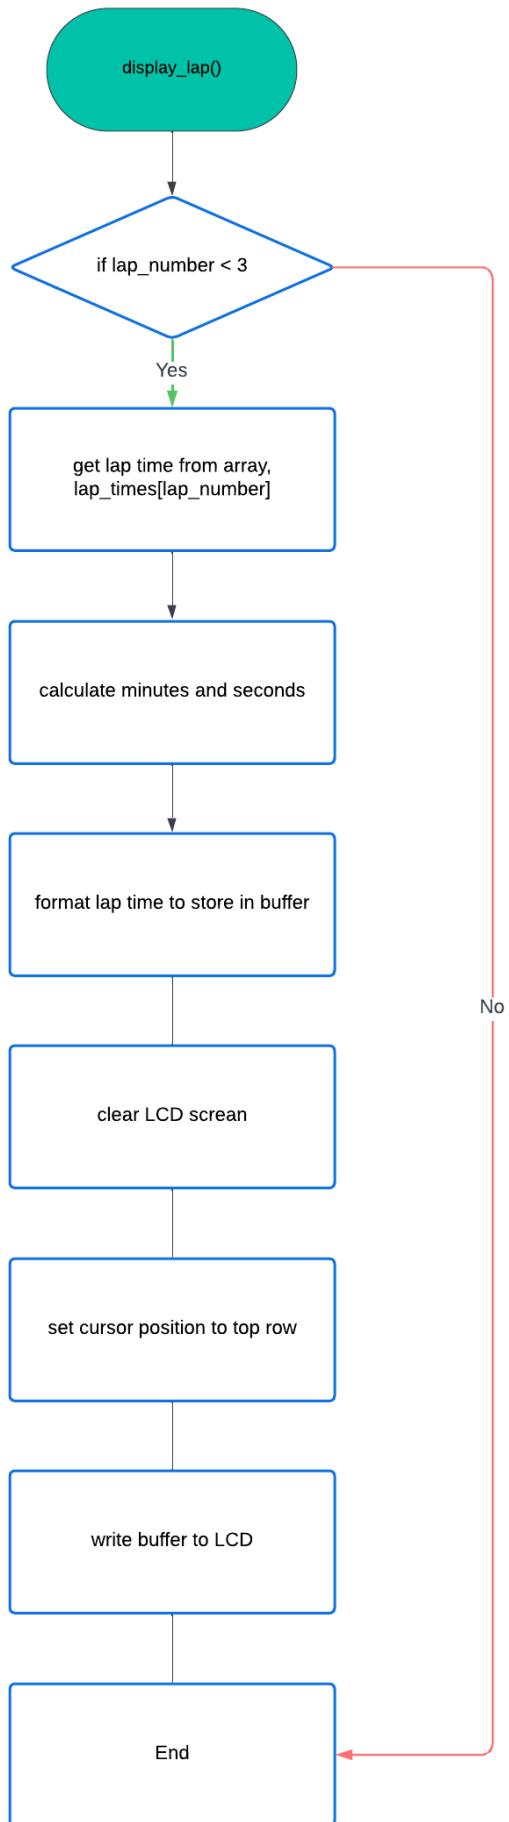 display_lap()
if lap_number < 3
Yes
get lap time from array,
lap_times[lap_number]
calculate minutes and seconds
format lap time to store in buffer
No
clear LCD screan
set cursor position to top row
write buffer to LCD
End